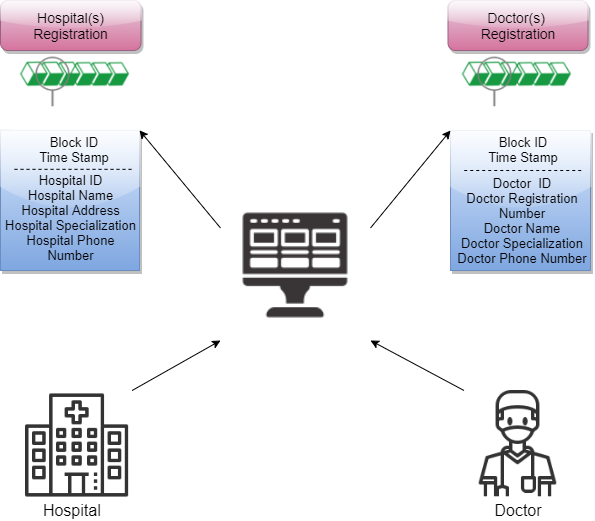 Hospital(s)
Registration
Doctor(s)
Registration
Block ID
Time Stamp
Hospital ID
Hospital Name
Hospital Address
Hospital Specialization
Hospital Phone
Number
Block ID
Time Stamp
Doctor ID
Doctor Registration
Number
Doctor Name
Doctor Specialization
Doctor Phone Number
Hospital
Doctor